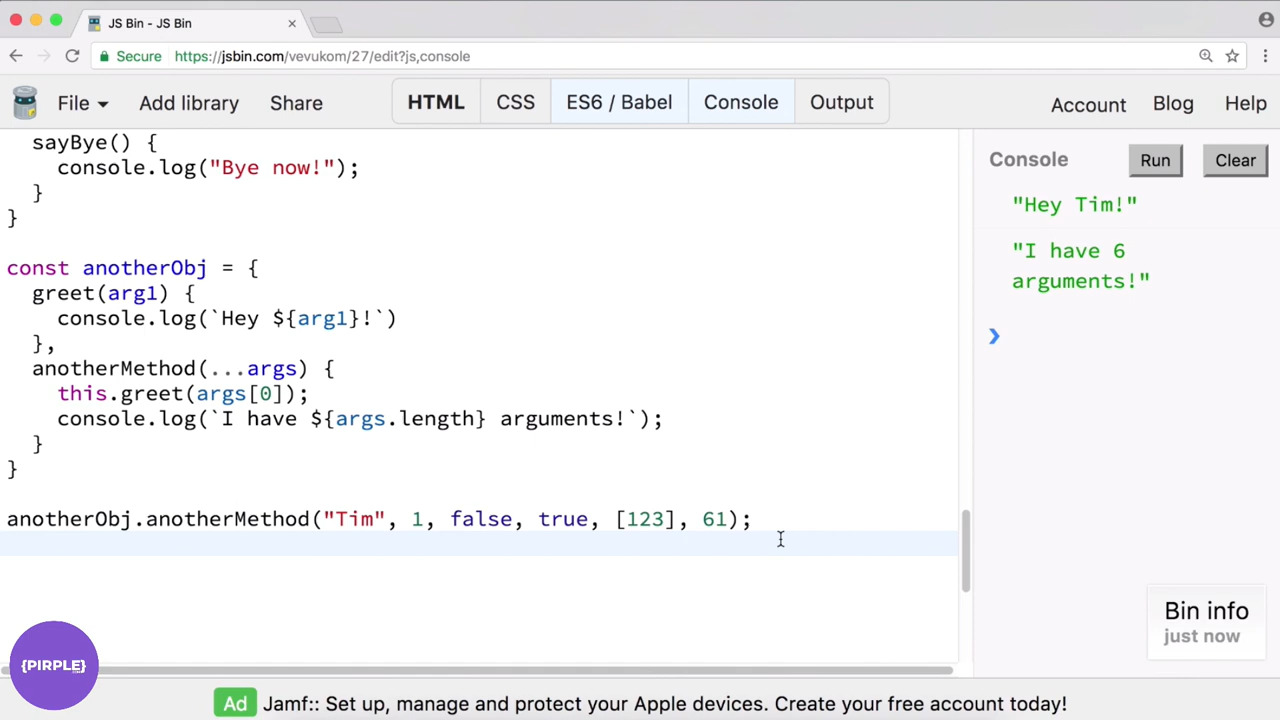 JS Bin - JS Bin
Secure https://jsbin.com/vevukom/27/edit?js,console
File Add library Share HTML CSS ES6 / Babel Console Output Account Blog Help
sayBye() {
console.log("Bye now!");
}
}
const anotherObj = {
greet(arg1) {
console.log(`Hey ${arg1}!`)
},
anotherMethod(...args) {
this.greet(args[0]);
console.log(`I have ${args.length} arguments!`);
}
}
anotherObj.anotherMethod("Tim", 1, false, true, [123], 61);
Console Run Clear
"Hey Tim!"
"I have 6
arguments!"
Bin info
just now
{PIRPLE}
Ad Jamf:: Set up, manage and protect your Apple devices. Create your free account today!